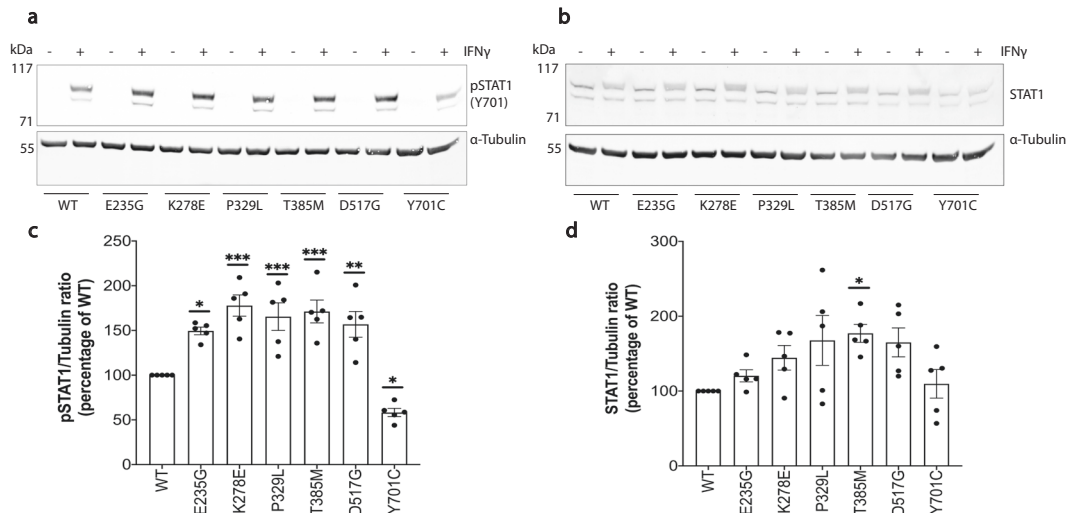 a
kDa - + - + - + - + - + - + - + IFNγ
117
pSTAT1
(Y701)
71
55 α-Tubulin
WT E235G K278E P329L T385M D517G Y701C
b
kDa - + - + - + - + - + - + - + IFNγ
117
STAT1
71
55 α-Tubulin
WT E235G K278E P329L T385M D517G Y701C
c
pSTAT1/Tubulin ratio
(percentage of WT)
250
200
150
100
50
0
* *** *** *** ** *
WT E235G K278E P329L T385M D517G Y701C
d
STAT1/Tubulin ratio
(percentage of WT)
300
200
100
0
*
WT E235G K278E P329L T385M D517G Y701C